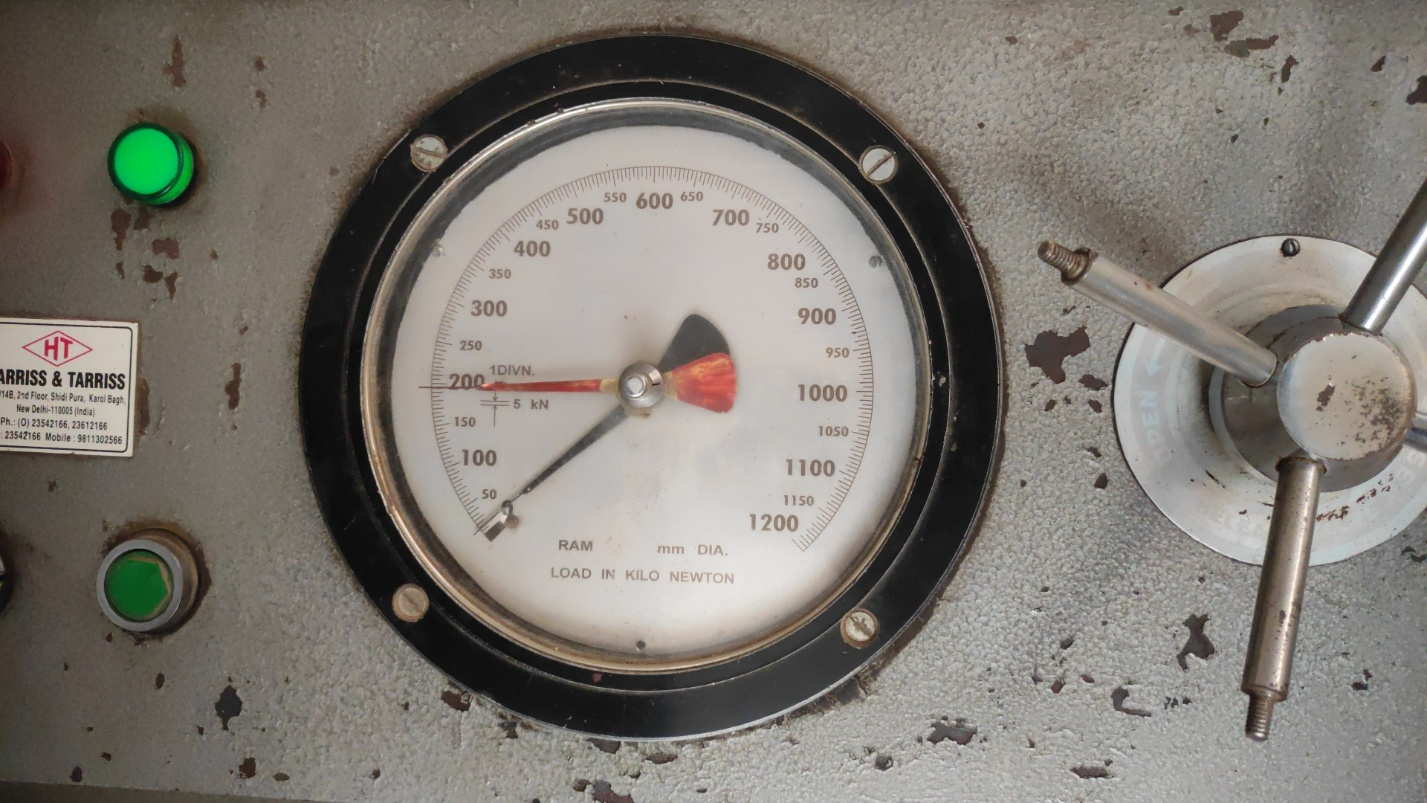 HT
ARRISS & TARRISS
14B, 2nd Floor, Shidi Pura, Karol Bagh,
New Delhi-110005 (India)
Ph.: (O) 23542166, 23612166
: 23542166 Mobile : 9811302566
50
100
150
200
250
300
350
400
450
500
550
600
650
700
750
800
850
900
950
1000
1050
1100
1150
1200
1DIVN.
5 kN
RAM mm DIA.
LOAD IN KILO NEWTON
OPEN